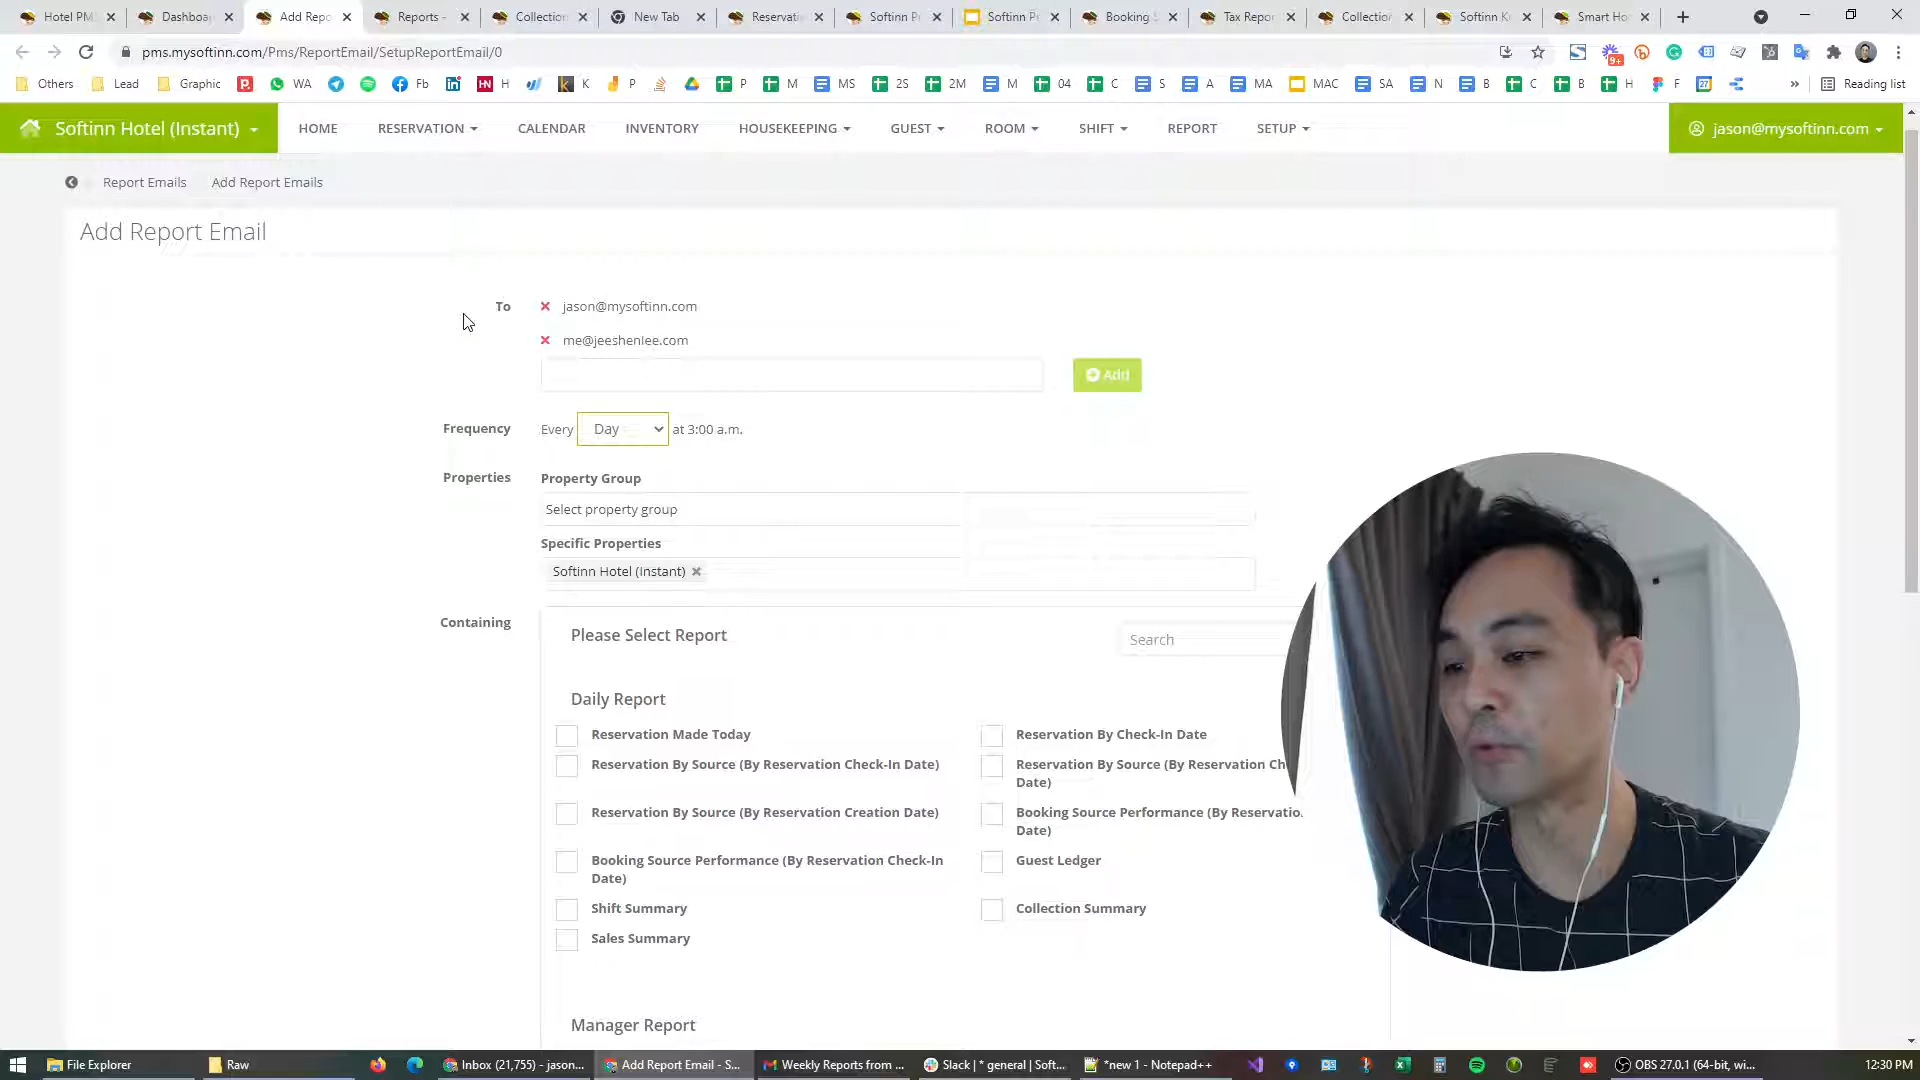 Hotel PM
Dashboa
Add Repo
Reports -
Collection
New Tab
Reservati
Softinn P
Softinn P
Booking S
Tax Repo
Collectio
Softinn K
Smart Ho
pms.mysoftinn.com/Pms/ReportEmail/SetupReportEmail/0
9+
Others
Lead
Graphic
WA
Fb
H
K
P
P
M
MS
2S
2M
M
04
C
S
A
MA
MAC
SA
N
B
C
B
H
F
»
Reading list
Softinn Hotel (Instant)
HOME
RESERVATION
CALENDAR
INVENTORY
HOUSEKEEPING
GUEST
ROOM
SHIFT
REPORT
SETUP
jason@mysoftinn.com
Report Emails
Add Report Emails
Add Report Email
To
jason@mysoftinn.com
me@jeeshenlee.com
Add
Frequency
Every Day at 3:00 a.m.
Properties
Property Group
Select property group
Specific Properties
Softinn Hotel (Instant)
Containing
Please Select Report
Search
Daily Report
Reservation Made Today
Reservation By Check-In Date
Reservation By Source (By Reservation Check-In Date)
Reservation By Source (By Reservation Ch
Date)
Reservation By Source (By Reservation Creation Date)
Booking Source Performance (By Reservatio
Date)
Booking Source Performance (By Reservation Check-In
Date)
Guest Ledger
Shift Summary
Collection Summary
Sales Summary
Manager Report
File Explorer
Raw
Inbox (21,755) - jason...
Add Report Email - S...
Weekly Reports from ...
Slack | * general | Soft...
*new 1 - Notepad++
OBS 27.0.1 (64-bit, wi...
12:30 PM